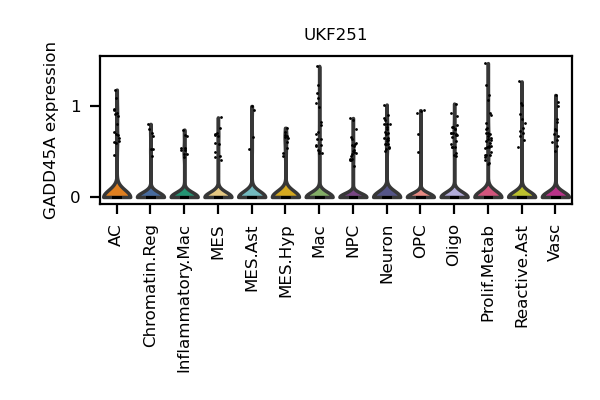 UKF251
GADD45A expression
1
0
AC
Chromatin.Reg
Inflammatory.Mac
MES
MES.Ast
MES.Hyp
Mac
NPC
Neuron
OPC
Oligo
Prolif.Metab
Reactive.Ast
Vasc